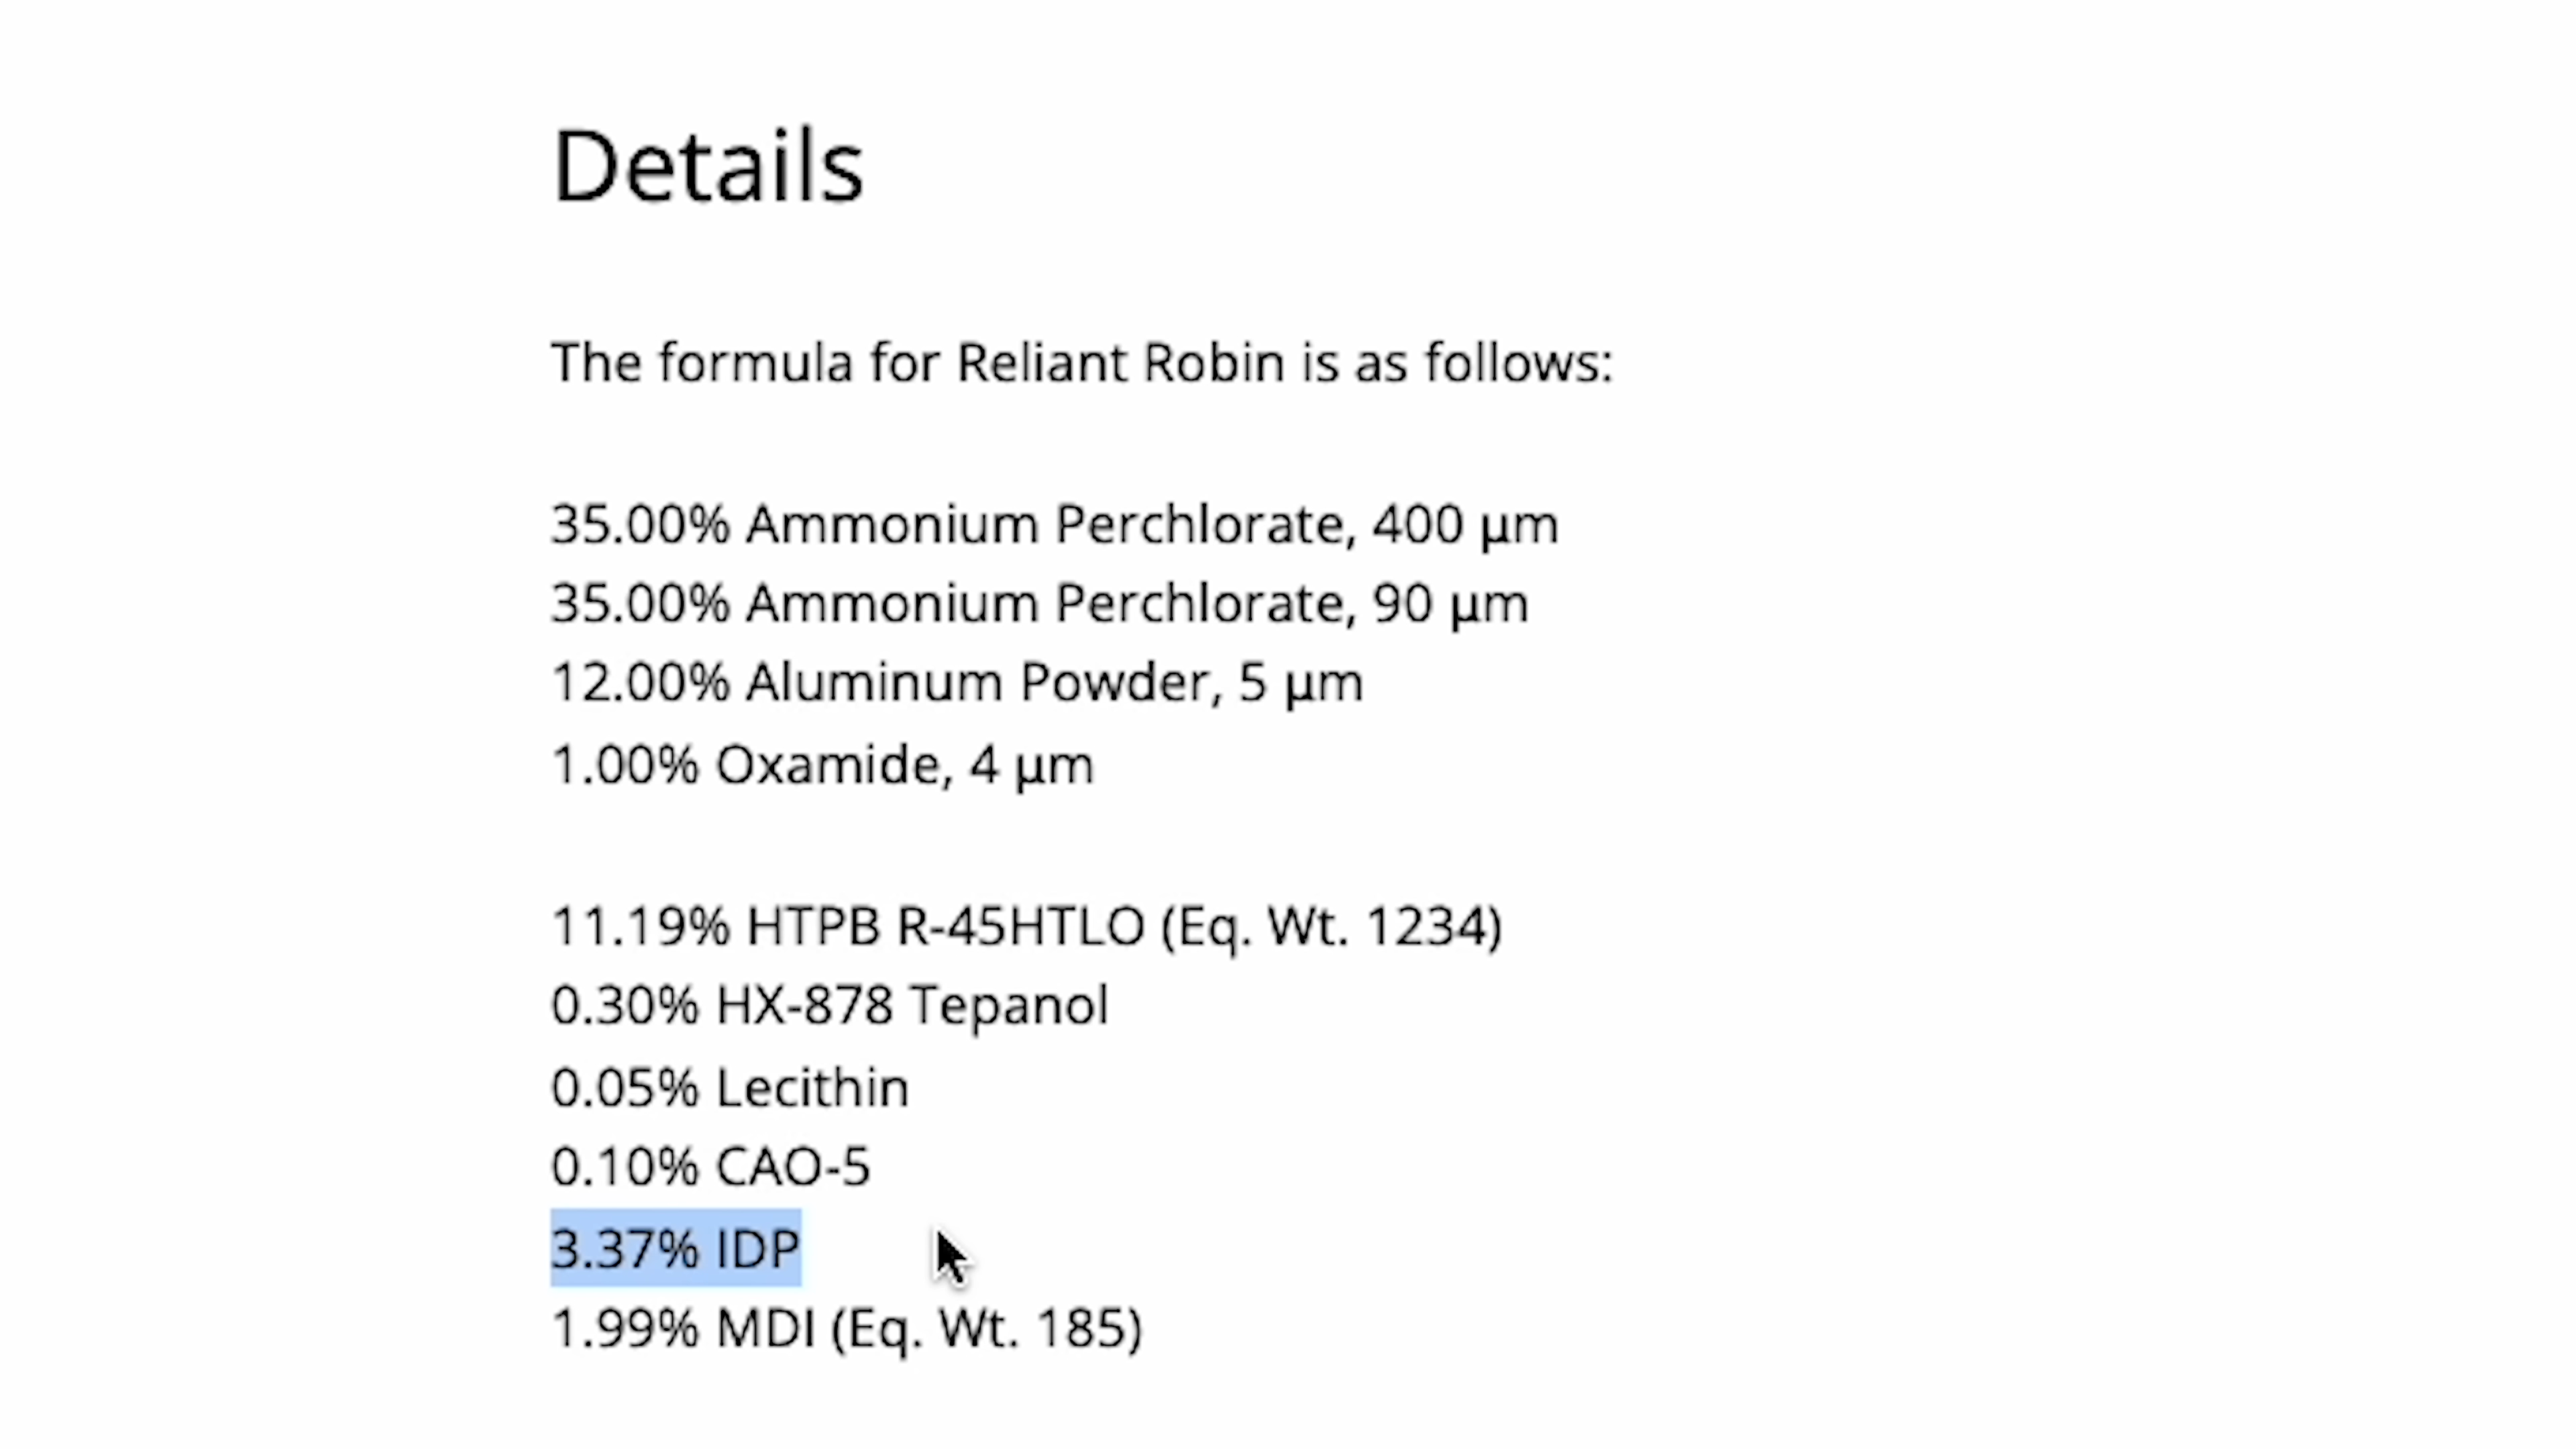 Details
The formula for Reliant Robin is as follows:
35.00% Ammonium Perchlorate, 400 µm
35.00% Ammonium Perchlorate, 90 µm
12.00% Aluminum Powder, 5 µm
1.00% Oxamide, 4 µm
11.19% HTPB R-45HTLO (Eq. Wt. 1234)
0.30% HX-878 Tepanol
0.05% Lecithin
0.10% CAO-5
3.37% IDP
1.99% MDI (Eq. Wt. 185)